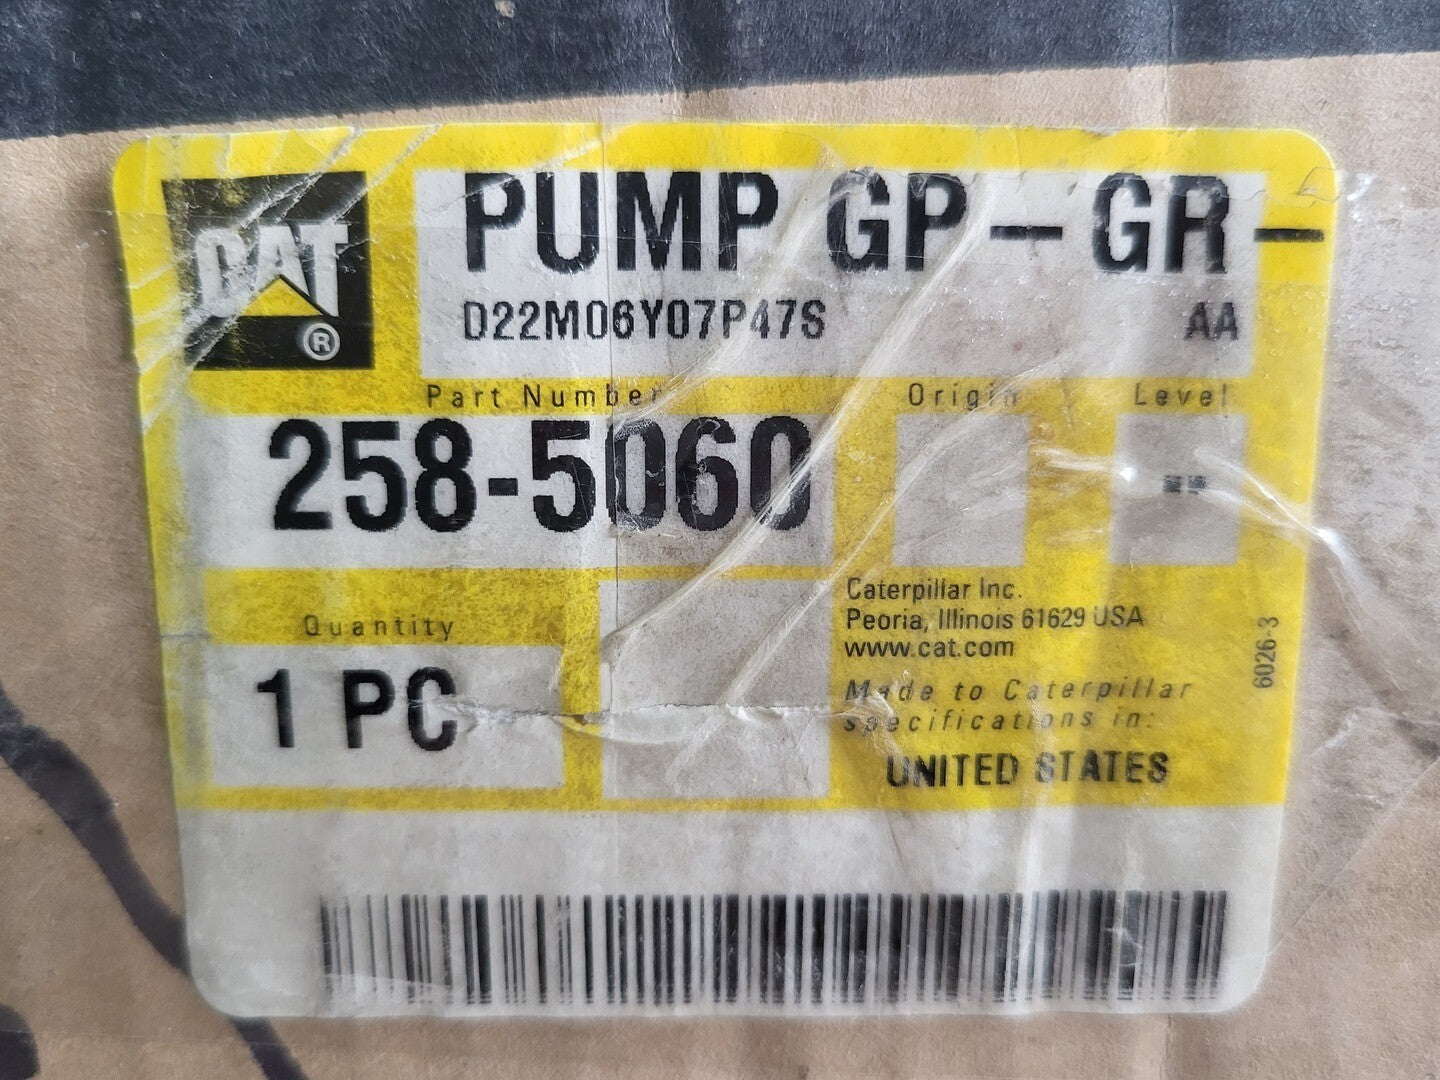 CAT
®
PUMP GP-GR-
D22M06Y07P47S AA
Part Number Origin Level
258-5060 --
Caterpillar Inc.
Peoria, Illinois 61629 USA
www.cat.com
Quantity
1 PC
Made to Caterpillar
specifications in:
UNITED STATES
6026-3